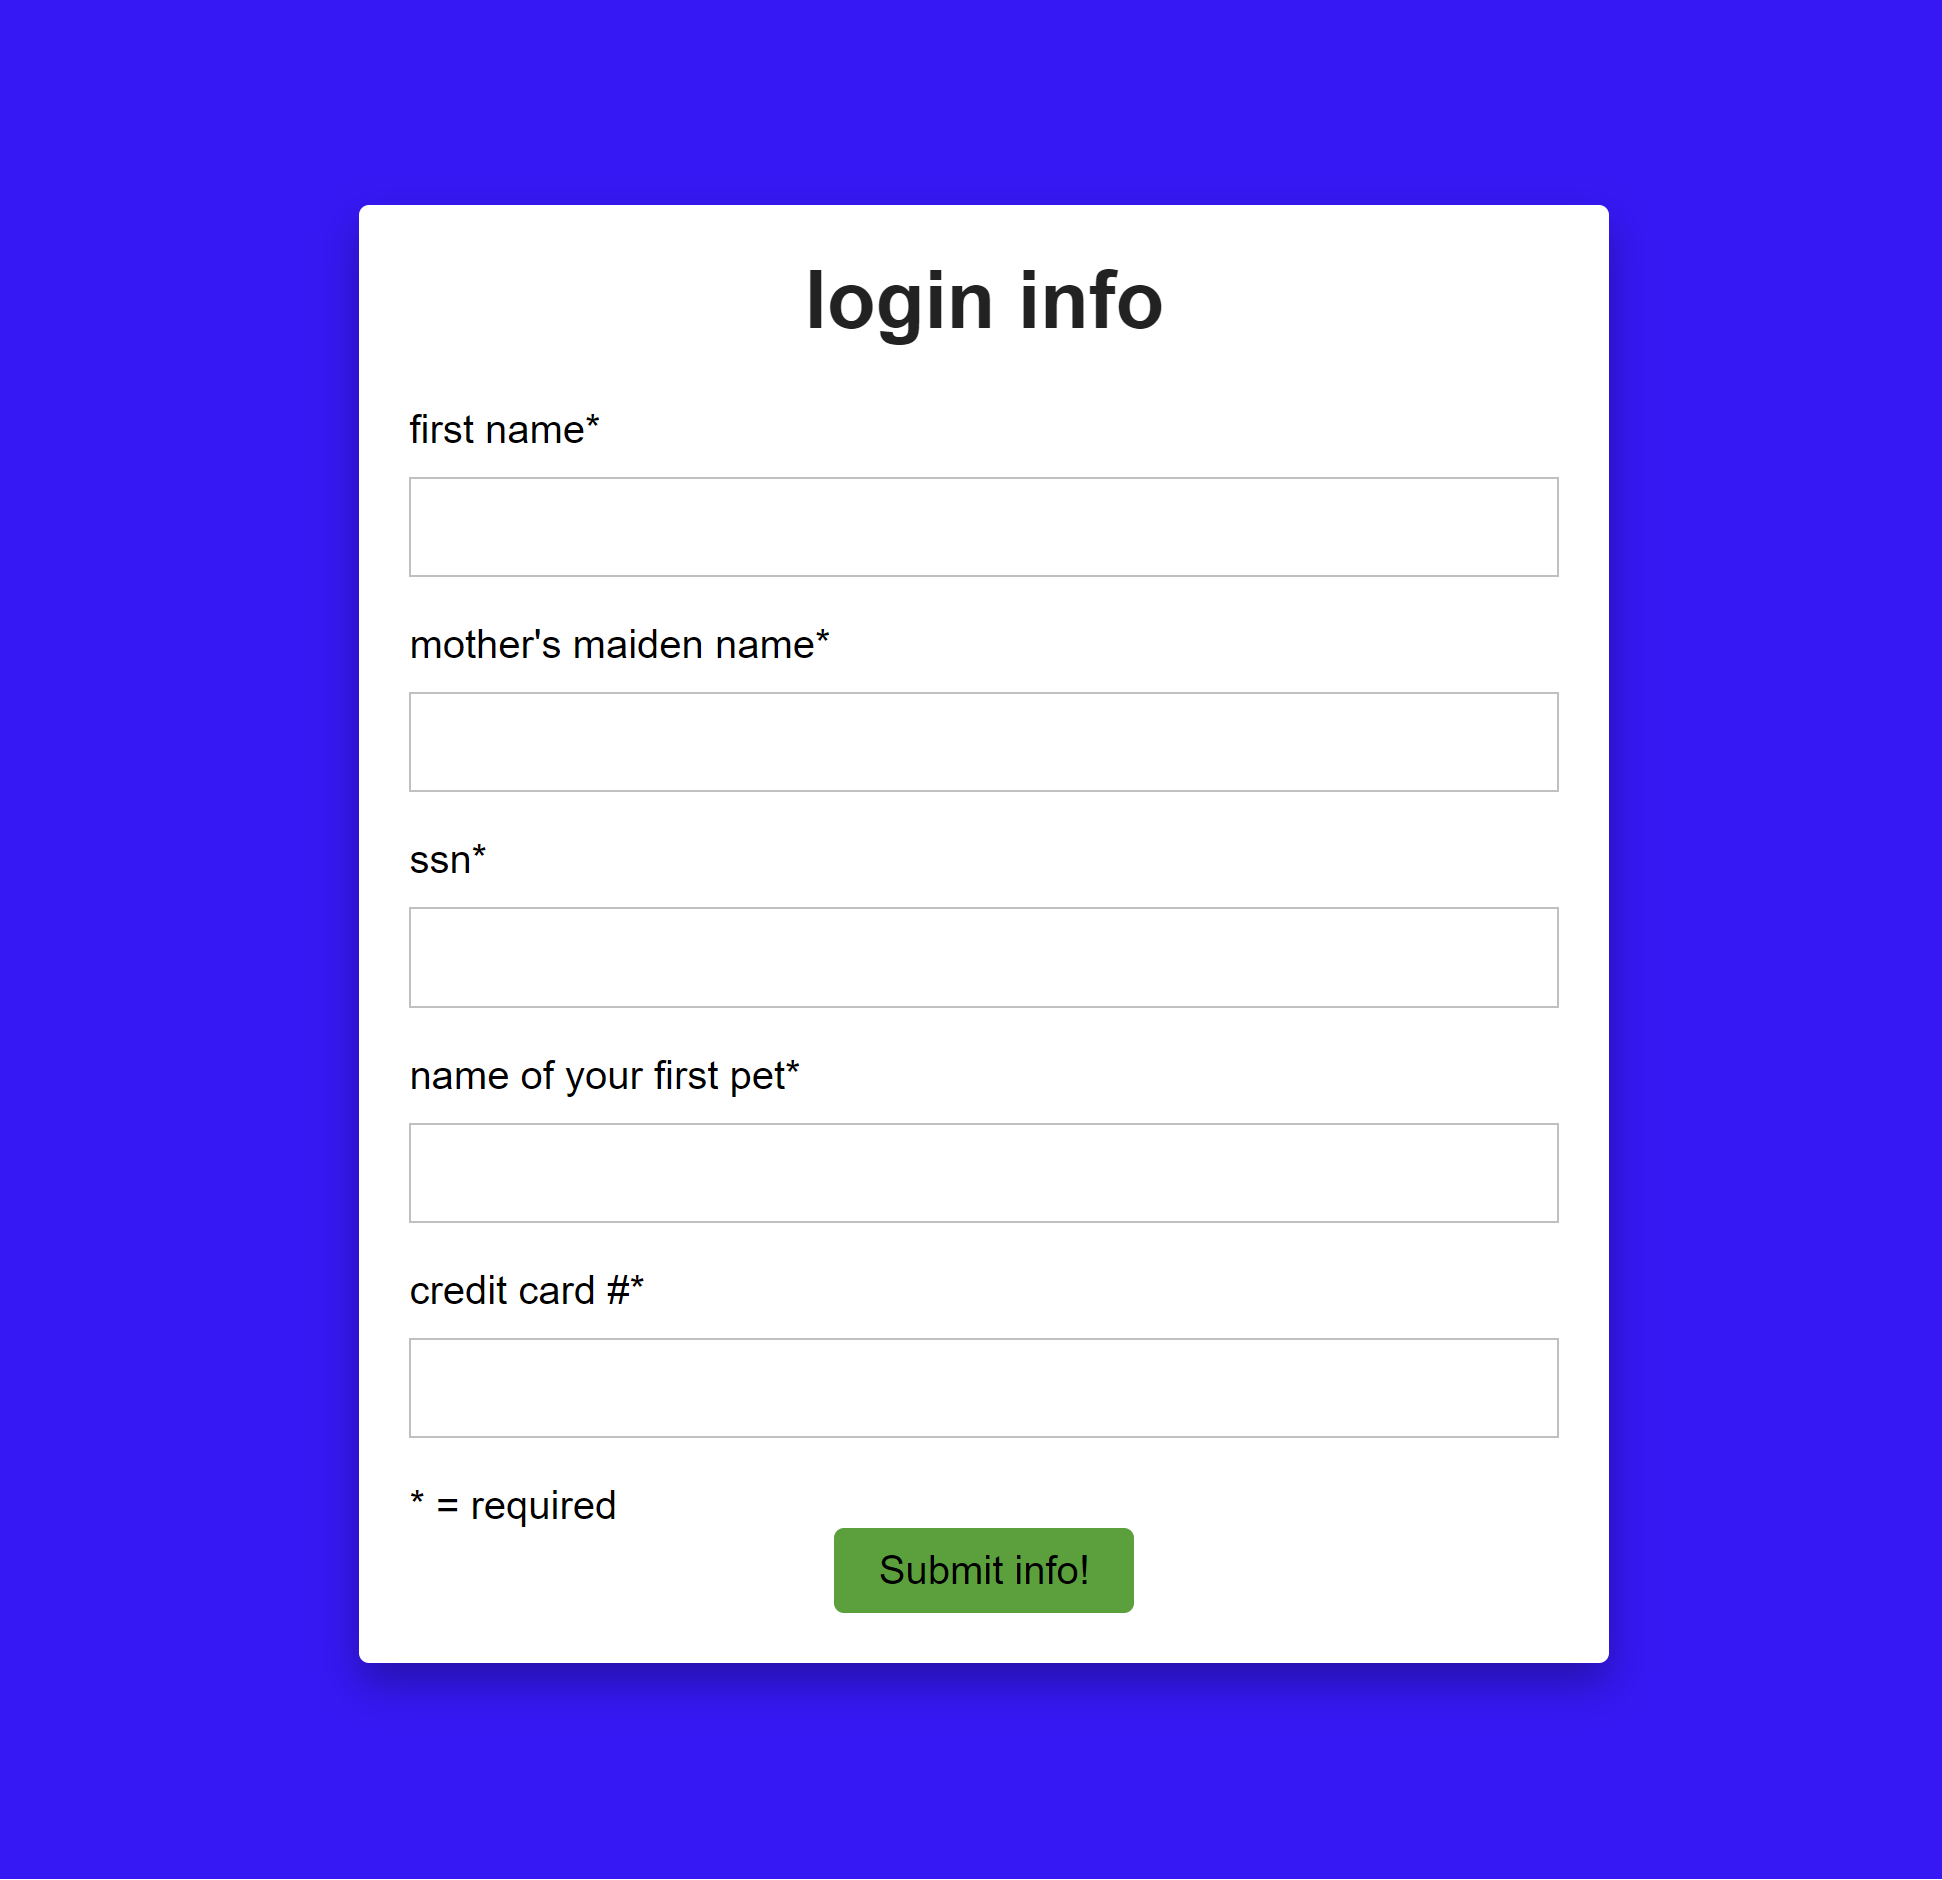 login info
first name*
mother's maiden name*
ssn*
name of your first pet*
credit card #*
* = required
Submit info!